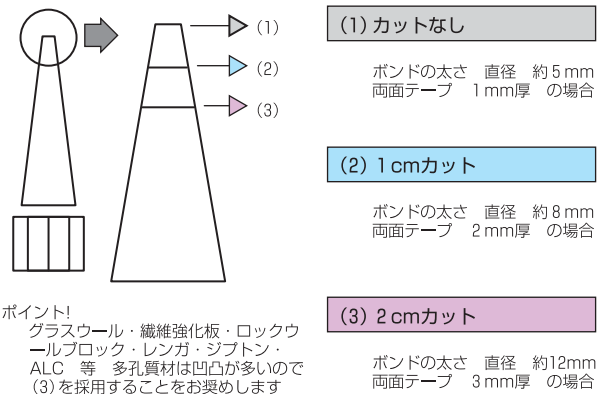 (1)
(2)
(3)
ポイント!
グラスウール・繊維強化板・ロックウ
ールブロック・レンガ・ジプトン・
ALC 等 多孔質材は凹凸が多いので
(3)を採用することをお奨めします
(1)カットなし
ボンドの太さ 直径 約5mm
両面テープ 1mm厚 の場合
(2)1cmカット
ボンドの太さ 直径 約8mm
両面テープ 2mm厚 の場合
(3)2cmカット
ボンドの太さ 直径 約12mm
両面テープ 3mm厚 の場合